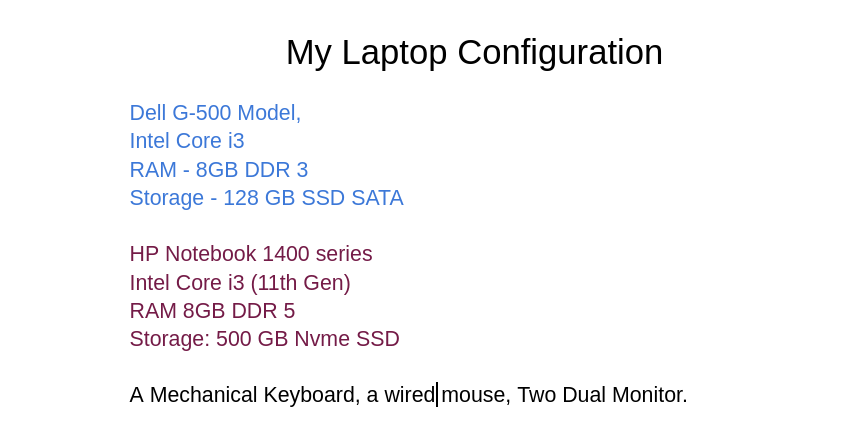 My Laptop Configuration
Dell G-500 Model,
Intel Core i3
RAM - 8GB DDR 3
Storage - 128 GB SSD SATA
HP Notebook 1400 series
Intel Core i3 (11th Gen)
RAM 8GB DDR 5
Storage: 500 GB Nvme SSD
A Mechanical Keyboard, a wired mouse, Two Dual Monitor.